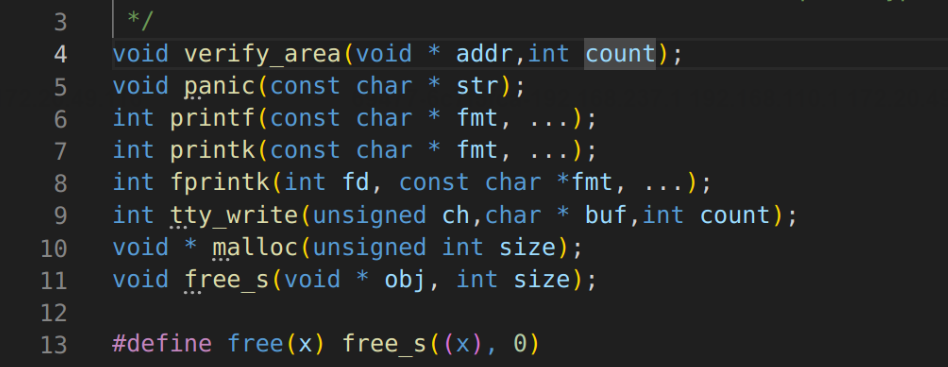 3 */
4 void verify_area(void * addr,int count);
5 void panic(const char * str);
6 int printf(const char * fmt, ...);
7 int printk(const char * fmt, ...);
8 int fprintk(int fd, const char *fmt, ...);
9 int tty_write(unsigned ch,char * buf,int count);
10 void * malloc(unsigned int size);
11 void free_s(void * obj, int size);
12
13 #define free(x) free_s((x), 0)